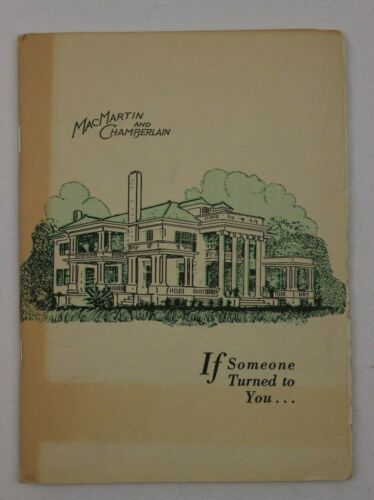 MacMartin
and
Chamberlain
If Someone
Turned to
You...